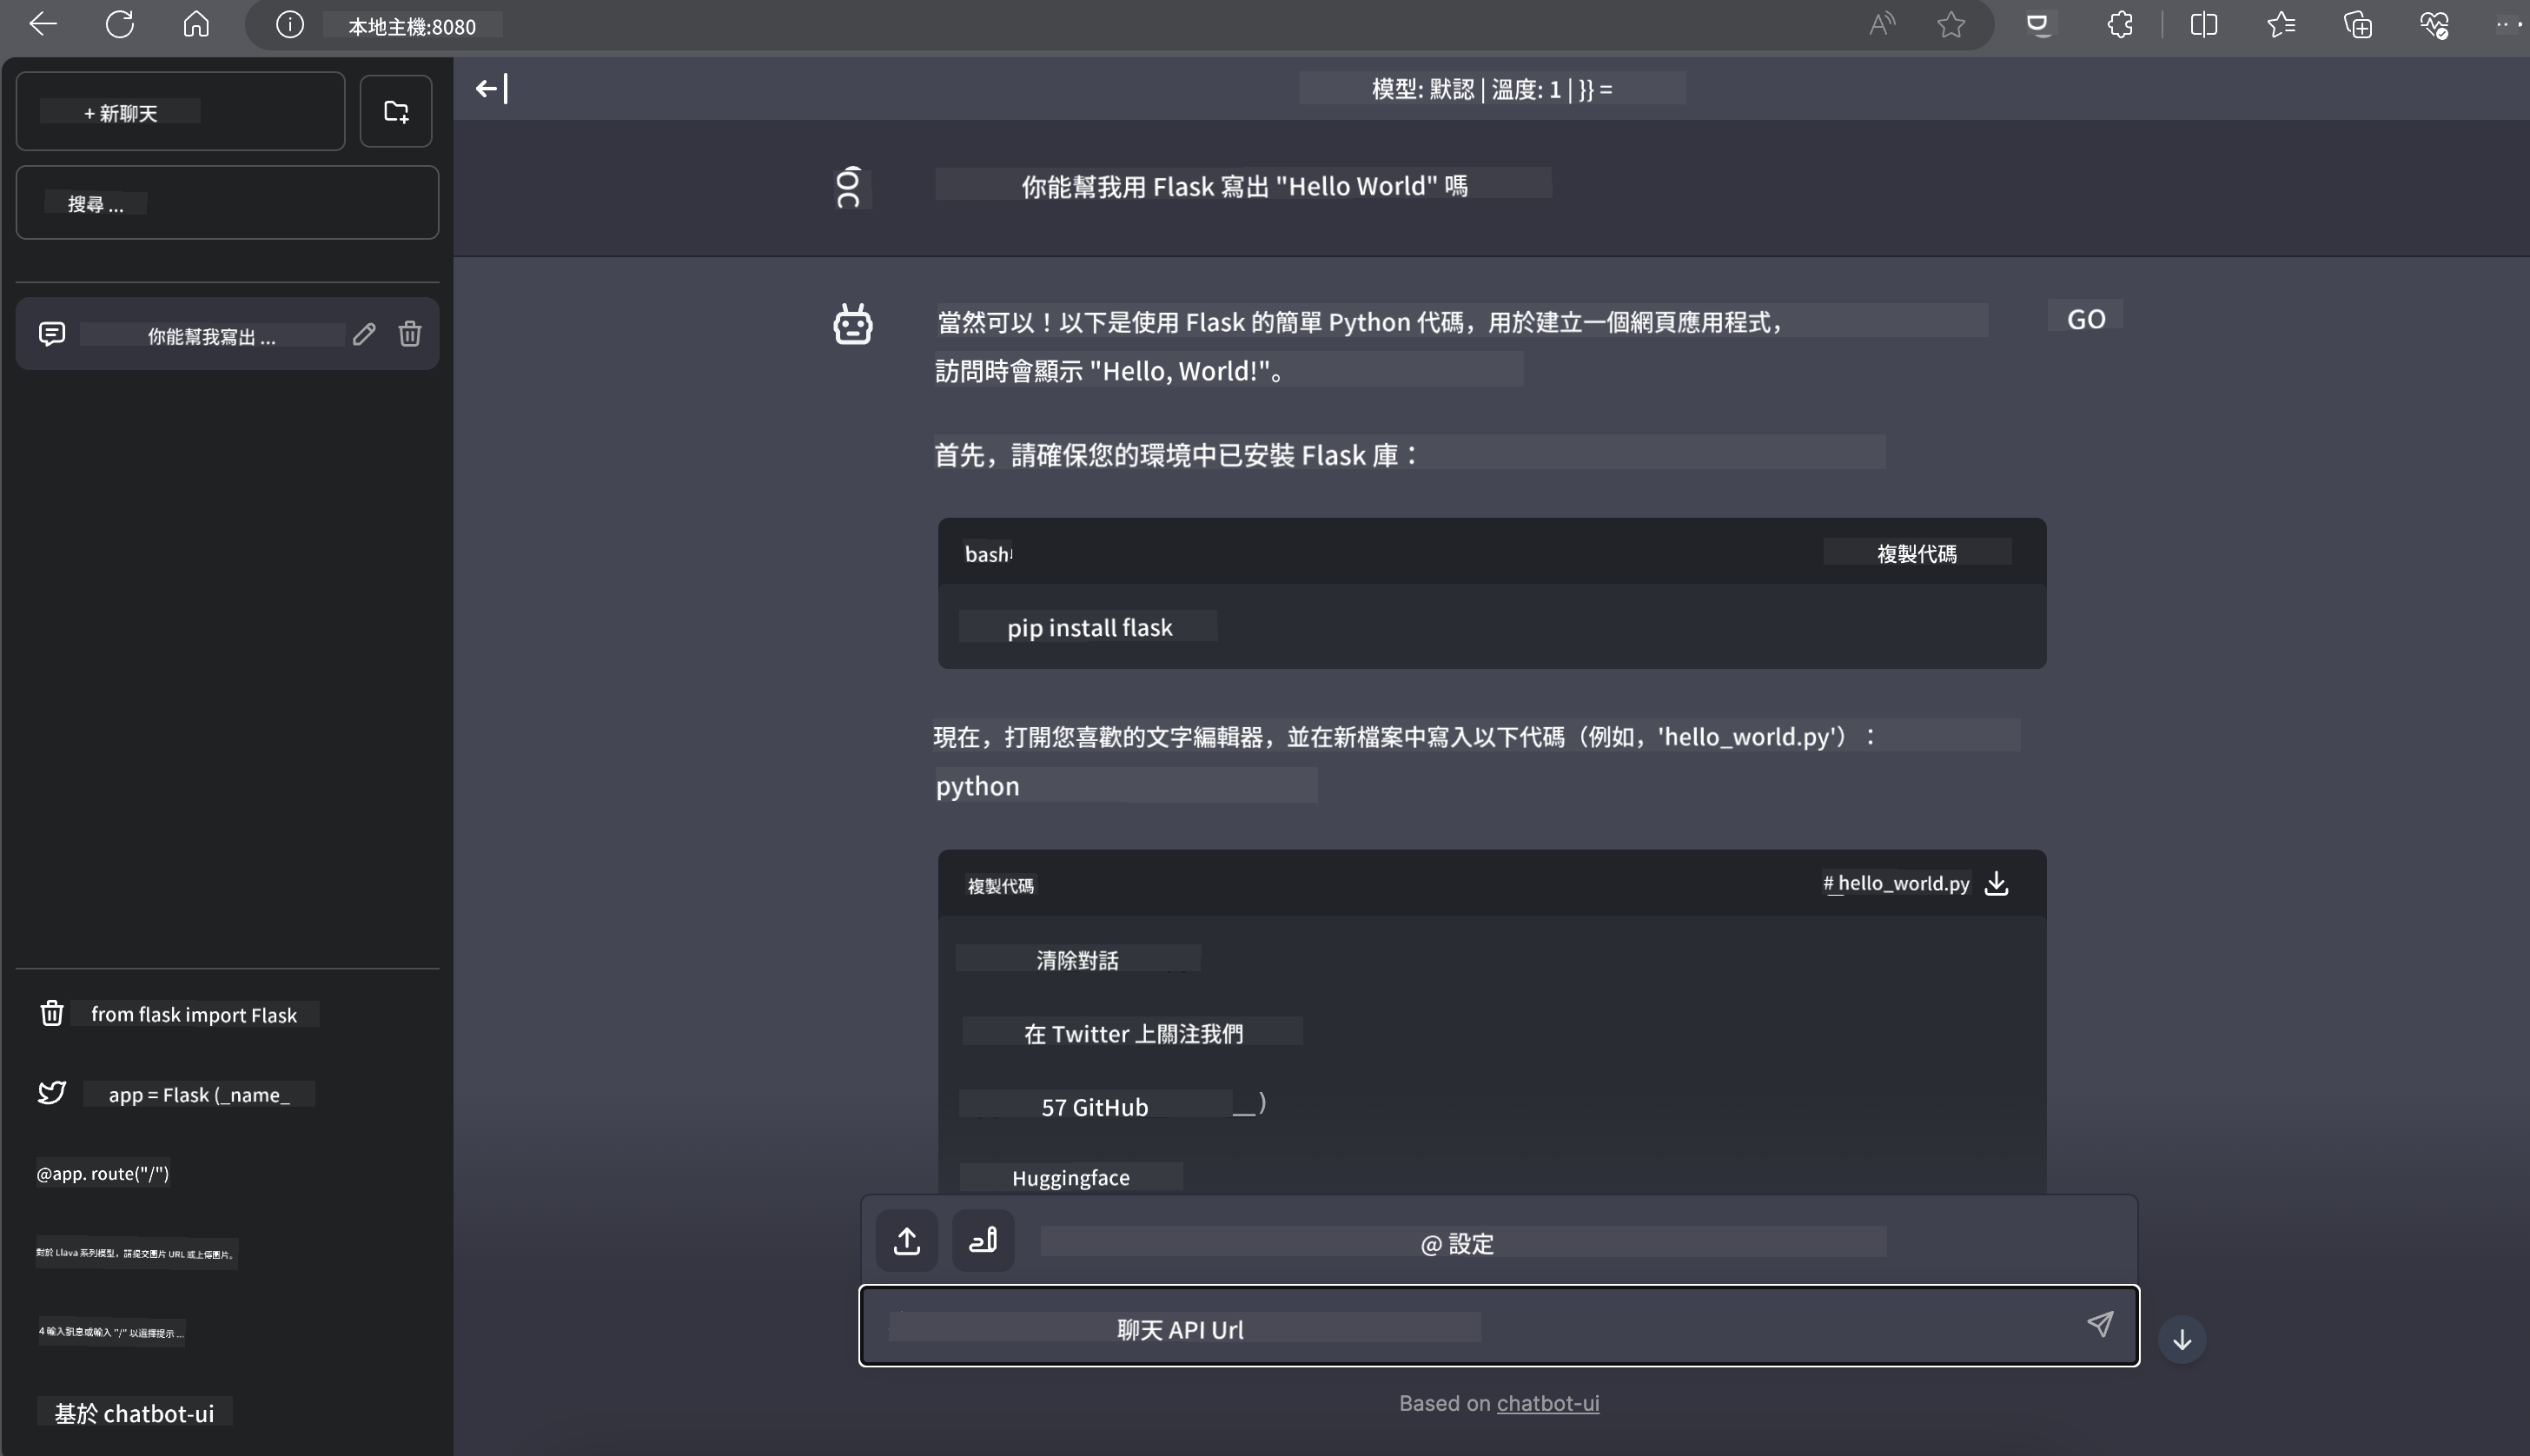 本地主機:8080
+ 新聊天
搜尋 ...
你能幫我寫出 ...
from flask import Flask
app = Flask (_name_
@app. route("/")
對於 Llava 系列模型，請提交圖片 URL 或上傳圖片。
4 輸入訊息或輸入 "/" 以選擇提示 ...
基於 chatbot-ui
模型: 默認 | 溫度: 1 | }} =
你能幫我用 Flask 寫出 "Hello World" 嗎
當然可以！以下是使用 Flask 的簡單 Python 代碼，用於建立一個網頁應用程式，
GO
訪問時會顯示 "Hello, World!"。
首先，請確保您的環境中已安裝 Flask 庫：
bash
複製代碼
pip install flask
現在，打開您喜歡的文字編輯器，並在新檔案中寫入以下代碼（例如，'hello_world.py'）：
python
複製代碼
# hello_world.py
清除對話
在 Twitter 上關注我們
57 GitHub __)
Huggingface
@ 設定
聊天 API Url
Based on chatbot-ui